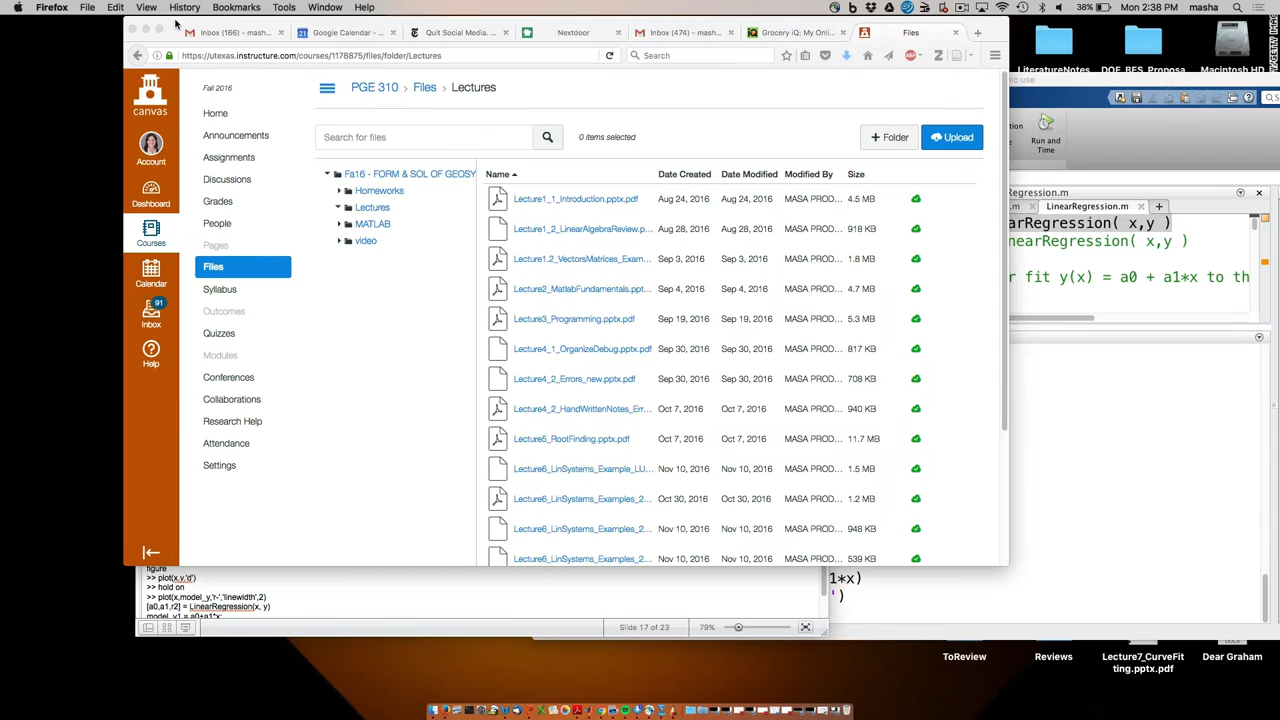 Firefox File Edit View History Bookmarks Tools Window Help
38% Mon 2:38 PM masha
Inbox (166) - mash...
Google Calendar - ...
Quit Social Media. ...
Nextdoor
Inbox (474) - mash...
Grocery iQ: My Onli...
Files
https://utexas.instructure.com/courses/1178875/files/folder/Lectures
Search
canvas
Account
Dashboard
Courses
Calendar
91
Inbox
Help
Fall 2016
Home
Announcements
Assignments
Discussions
Grades
People
Pages
Files
Syllabus
Outcomes
Quizzes
Modules
Conferences
Collaborations
Research Help
Attendance
Settings
PGE 310 › Files › Lectures
Search for files
0 items selected
+ Folder
Upload
Fa16 - FORM & SOL OF GEOSY
Homeworks
Lectures
MATLAB
video
Name Date Created Date Modified Modified By Size
Lecture1_1_Introduction.pptx.pdf Aug 24, 2016 Aug 24, 2016 MASA PROD... 4.5 MB
Lecture1_2_LinearAlgebraReview.p... Aug 28, 2016 Aug 28, 2016 MASA PROD... 918 KB
Lecture1.2_VectorsMatrices_Exam... Sep 3, 2016 Sep 3, 2016 MASA PROD... 1.8 MB
Lecture2_MatlabFundamentals.ppt... Sep 4, 2016 Sep 4, 2016 MASA PROD... 4.7 MB
Lecture3_Programming.pptx.pdf Sep 19, 2016 Sep 19, 2016 MASA PROD... 5.3 MB
Lecture4_1_OrganizeDebug.pptx.pdf Sep 30, 2016 Sep 30, 2016 MASA PROD... 817 KB
Lecture4_2_Errors_new.pptx.pdf Sep 30, 2016 Sep 30, 2016 MASA PROD... 708 KB
Lecture4_2_HandWrittenNotes_Err... Oct 7, 2016 Oct 7, 2016 MASA PROD... 940 KB
Lecture5_RootFinding.pptx.pdf Oct 7, 2016 Oct 7, 2016 MASA PROD... 11.7 MB
Lecture6_LinSystems_Example_LU... Nov 10, 2016 Nov 10, 2016 MASA PROD... 1.5 MB
Lecture6_LinSystems_Examples_2... Oct 30, 2016 Nov 10, 2016 MASA PROD... 1.2 MB
Lecture6_LinSystems_Examples_2... Nov 10, 2016 Nov 10, 2016 MASA PROD... 948 KB
Lecture6_LinSystems_Examples_2... Nov 10, 2016 Nov 10, 2016 MASA PROD... 539 KB
figure
>> plot(x,y,'d')
>> hold on
>> plot(x,model_y,'r-','linewidth',2)
[a0,a1,r2] = LinearRegression(x, y)
model_y1 = a0+a1*x;
Slide 17 of 23
79%
LiteratureNotes
DOE_BES_Proposa
Macintosh HD
ic use
ction
Run and
Time
Regression.m
.m
LinearRegression.m
earRegression( x,y )
inearRegression( x,y )
r fit y(x) = a0 + a1*x to th
1*x)
')
ToReview
Reviews
Lecture7_CurveFit
ting.pptx.pdf
Dear Graham